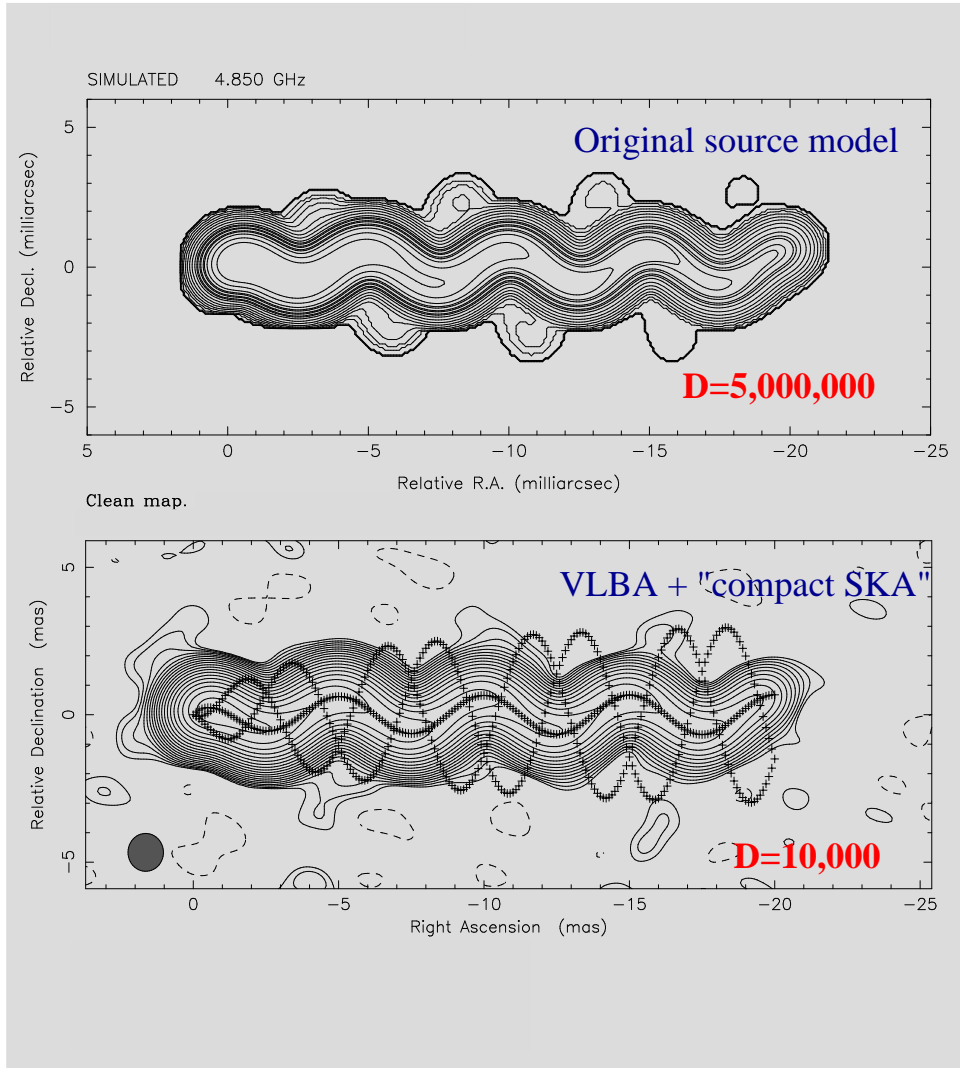 SIMULATED 4.850 GHz
Original source model
D=5,000,000
5
0
−5
Relative Decl. (milliarcsec)
5 0 −5 −10 −15 −20 −25
Relative R.A. (milliarcsec)
Clean map.
VLBA + "compact SKA"
D=10,000
5
0
−5
Relative Declination (mas)
0 −5 −10 −15 −20 −25
Right Ascension (mas)